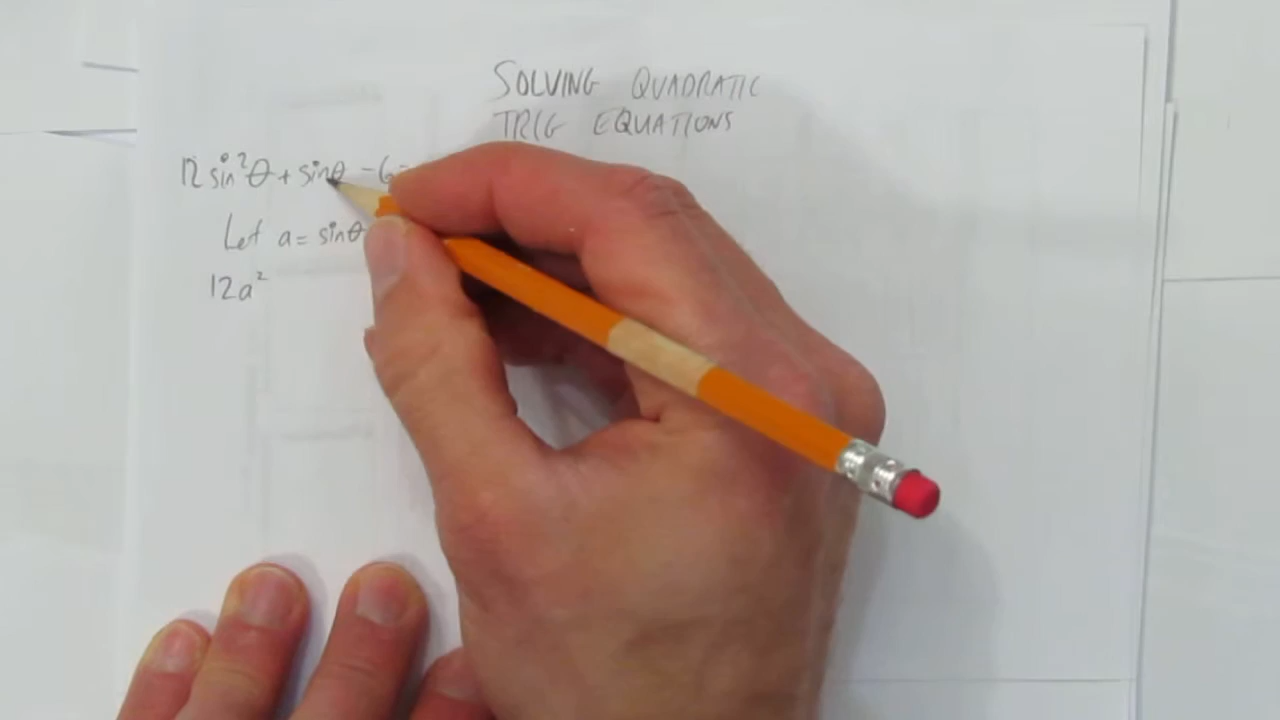 SOLVING QUADRATIC
TRIG EQUATIONS
12 sin²θ + sinθ - 6 =
Let a = sinθ
12a²